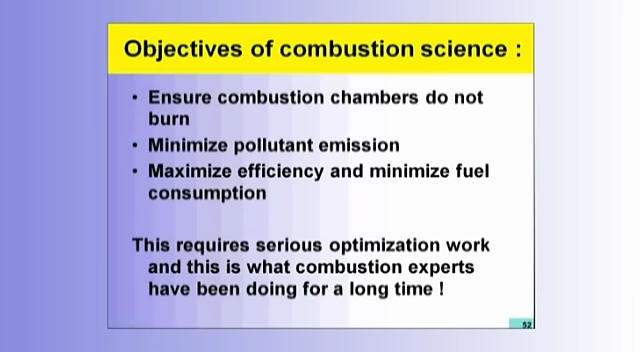 Objectives of combustion science :
• Ensure combustion chambers do not
burn
• Minimize pollutant emission
• Maximize efficiency and minimize fuel
consumption
This requires serious optimization work
and this is what combustion experts
have been doing for a long time !
52